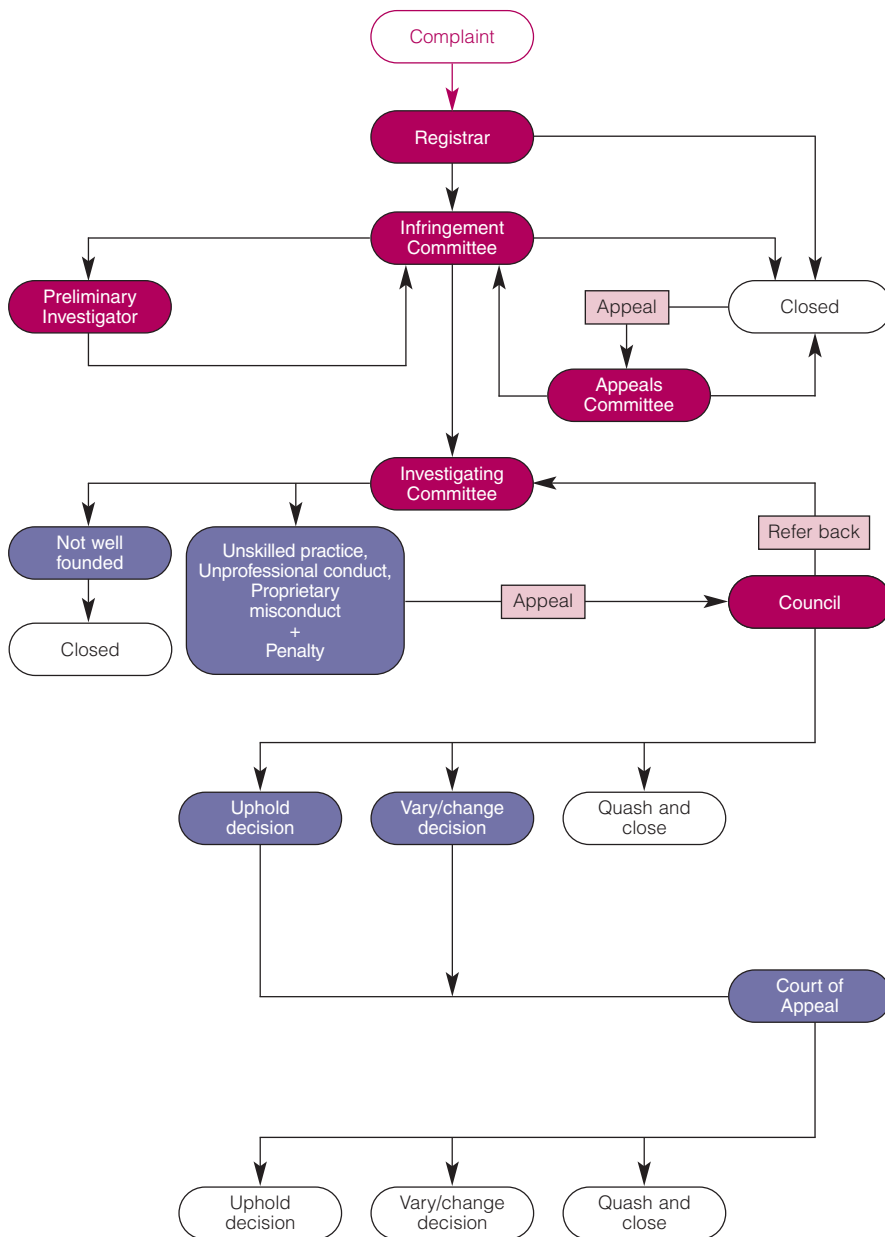 Complaint
Registrar
Infringement
Committee
Preliminary
Investigator
Appeal
Closed
Appeals
Committee
Investigating
Committee
Refer back
Not well
founded
Unskilled practice,
Unprofessional conduct,
Proprietary
misconduct
+
Penalty
Appeal
Council
Closed
Uphold
decision
Vary/change
decision
Quash and
close
Court of
Appeal
Uphold
decision
Vary/change
decision
Quash and
close